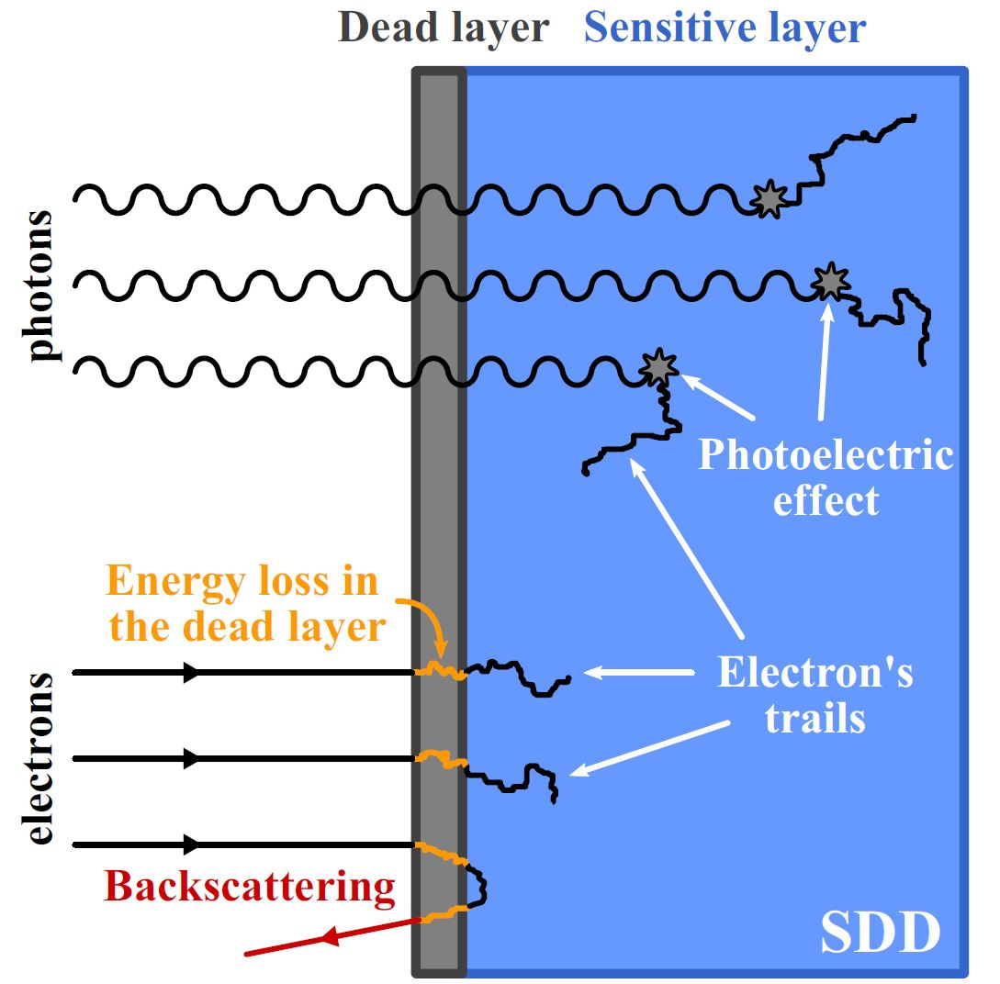 Dead layer
Sensitive layer
photons
Photoelectric
effect
Energy loss in
the dead layer
electrons
Electron's
trails
Backscattering
SDD